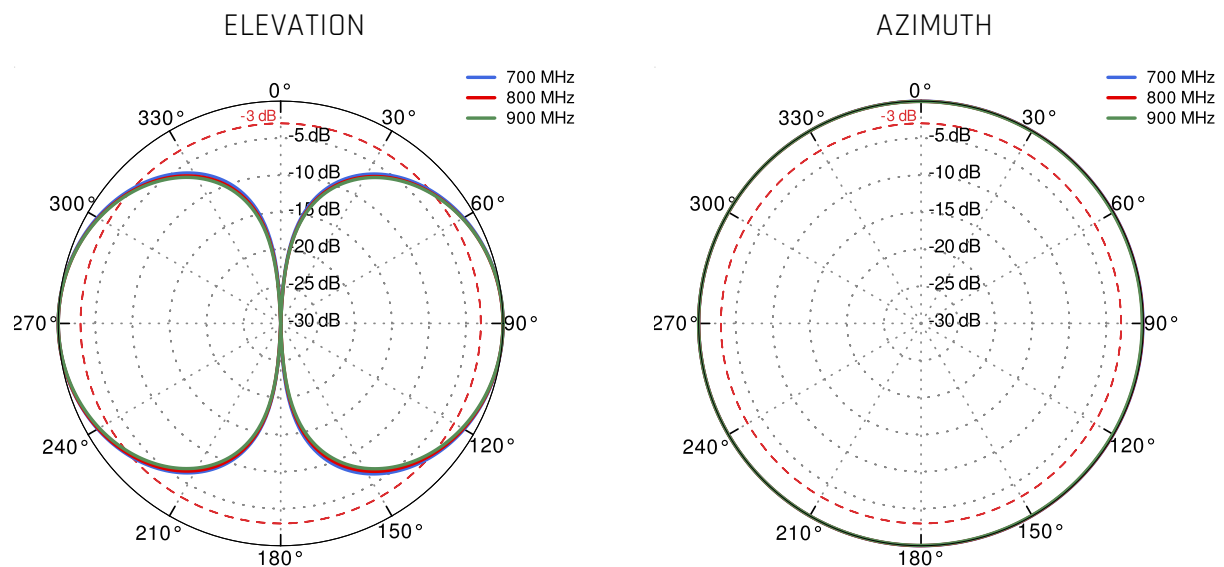 ELEVATION
700 MHz
800 MHz
900 MHz
0°
-3 dB
330°
30°
-5 dB
-10 dB
300°
60°
-15 dB
-20 dB
-25 dB
270°
-30 dB
90°
240°
120°
210°
150°
180°
AZIMUTH
700 MHz
800 MHz
900 MHz
0°
-3 dB
330°
30°
-5 dB
-10 dB
300°
60°
-15 dB
-20 dB
-25 dB
270°
-30 dB
90°
240°
120°
210°
150°
180°